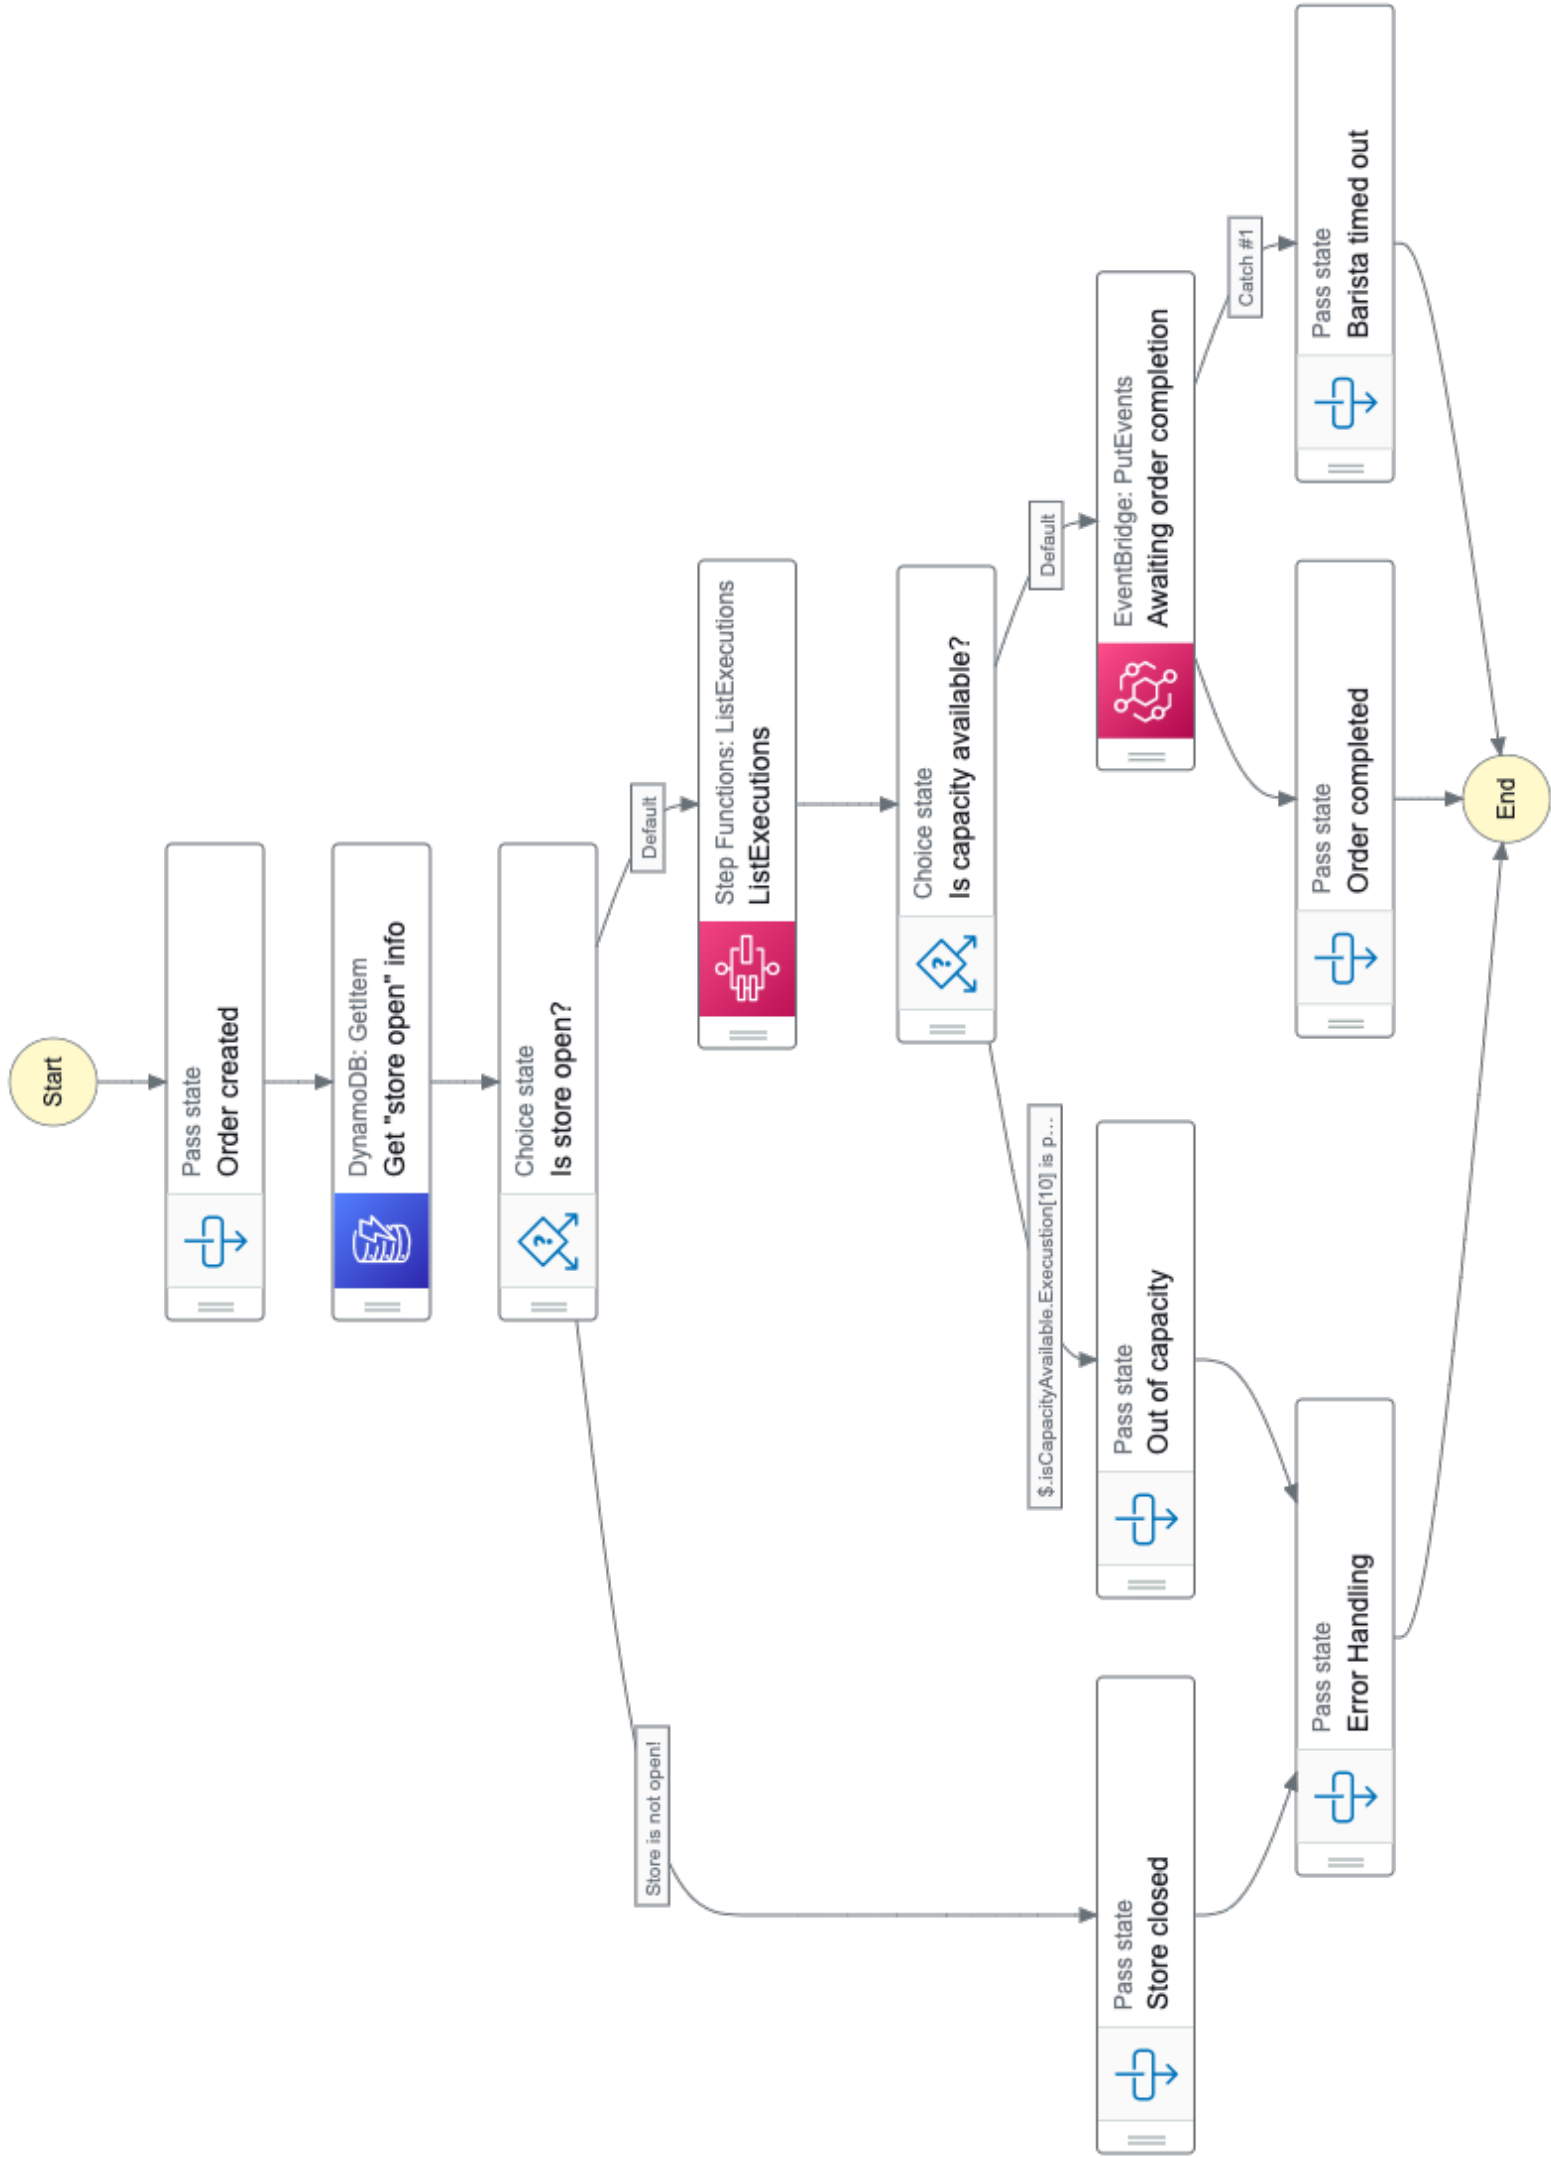 Start
Pass state
Order created
DynamoDB: GetItem
Get "store open" info
Choice state
Is store open?
Store is not open!
Default
Step Functions: ListExecutions
ListExecutions
Choice state
Is capacity available?
$.isCapacityAvailable.Execustion[10] is p...
Default
Pass state
Store closed
Pass state
Out of capacity
EventBridge: PutEvents
Awaiting order completion
Catch #1
Pass state
Error Handling
Pass state
Order completed
Pass state
Barista timed out
End